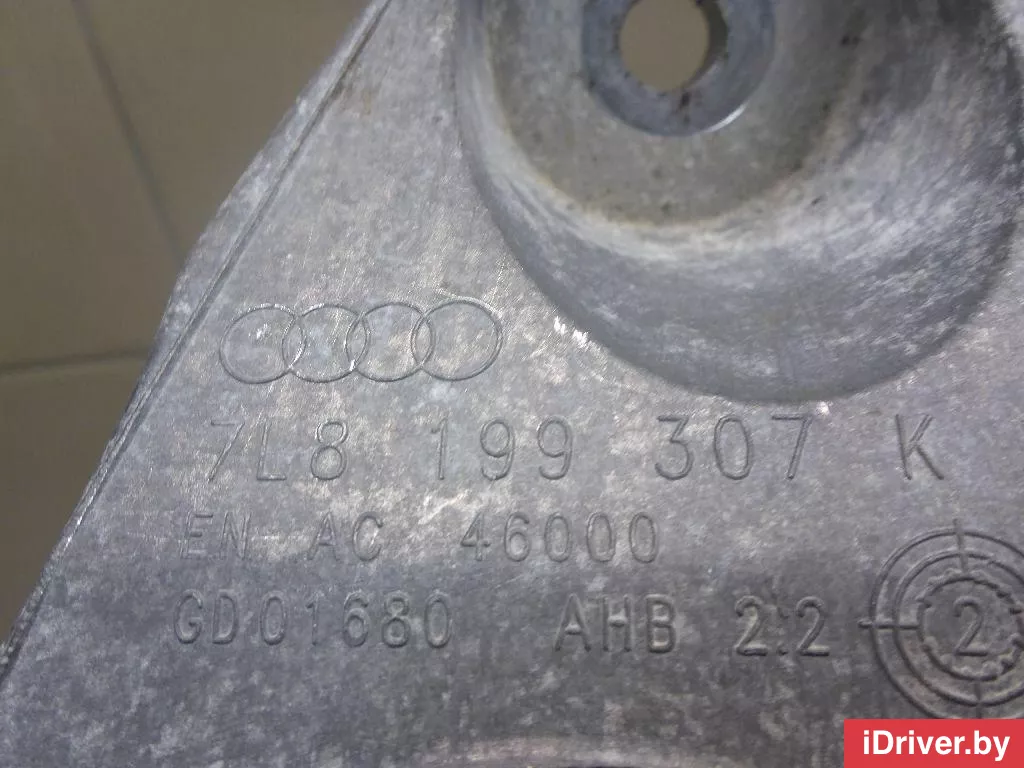 7L8 199 307 K
EN AC 46000
GD01680 AHB 2.2
2
iDriver.by